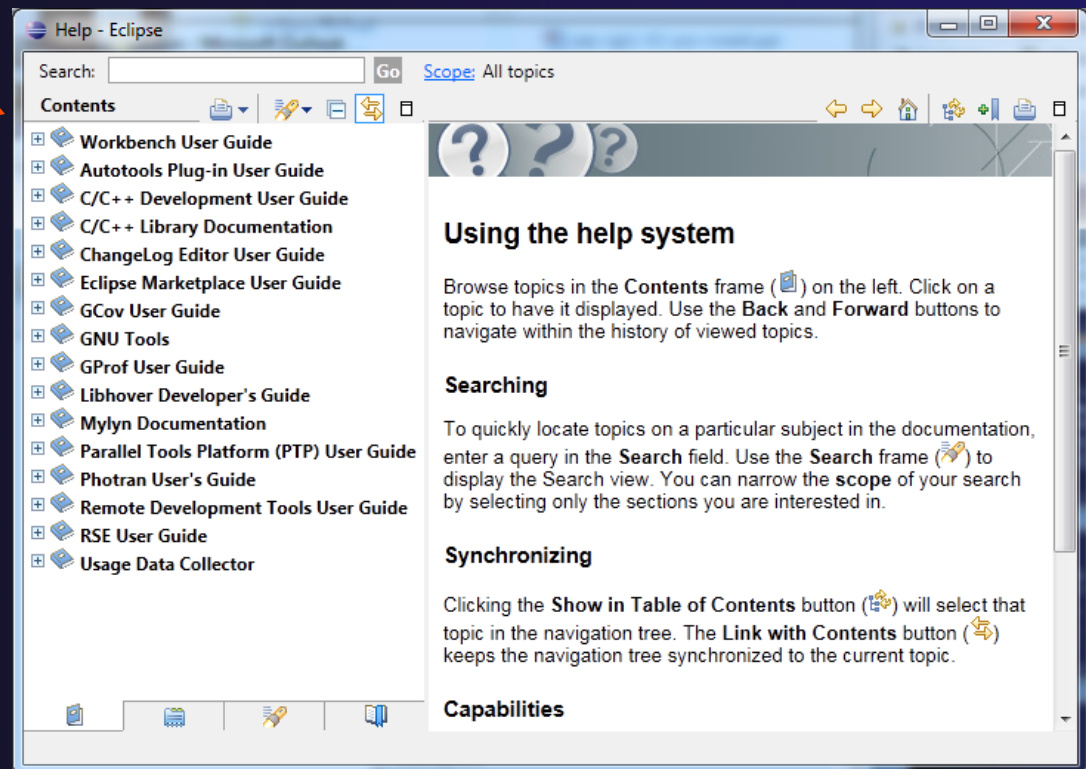 Help - Eclipse
Search:
Go
Scope: All topics
Contents
Workbench User Guide
Autotools Plug-in User Guide
C/C++ Development User Guide
C/C++ Library Documentation
ChangeLog Editor User Guide
Eclipse Marketplace User Guide
GCov User Guide
GNU Tools
GProf User Guide
Libhover Developer's Guide
Mylyn Documentation
Parallel Tools Platform (PTP) User Guide
Photran User's Guide
Remote Development Tools User Guide
RSE User Guide
Usage Data Collector
Using the help system
Browse topics in the Contents frame ( ) on the left. Click on a
topic to have it displayed. Use the Back and Forward buttons to
navigate within the history of viewed topics.
Searching
To quickly locate topics on a particular subject in the documentation,
enter a query in the Search field. Use the Search frame ( ) to
display the Search view. You can narrow the scope of your search
by selecting only the sections you are interested in.
Synchronizing
Clicking the Show in Table of Contents button ( ) will select that
topic in the navigation tree. The Link with Contents button ( )
keeps the navigation tree synchronized to the current topic.
Capabilities